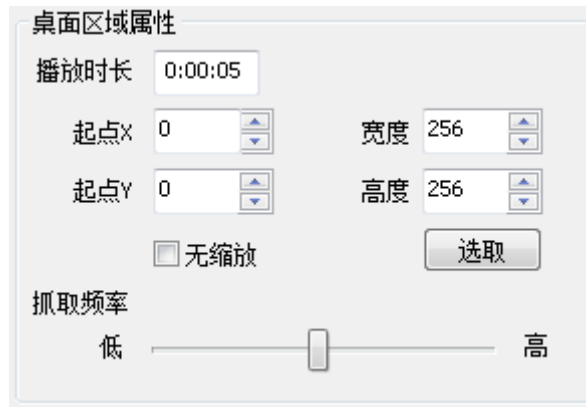 桌面区域属性
播放时长 0:00:05
起点X 0 宽度 256
起点Y 0 高度 256
无缩放 选取
抓取频率
低 高